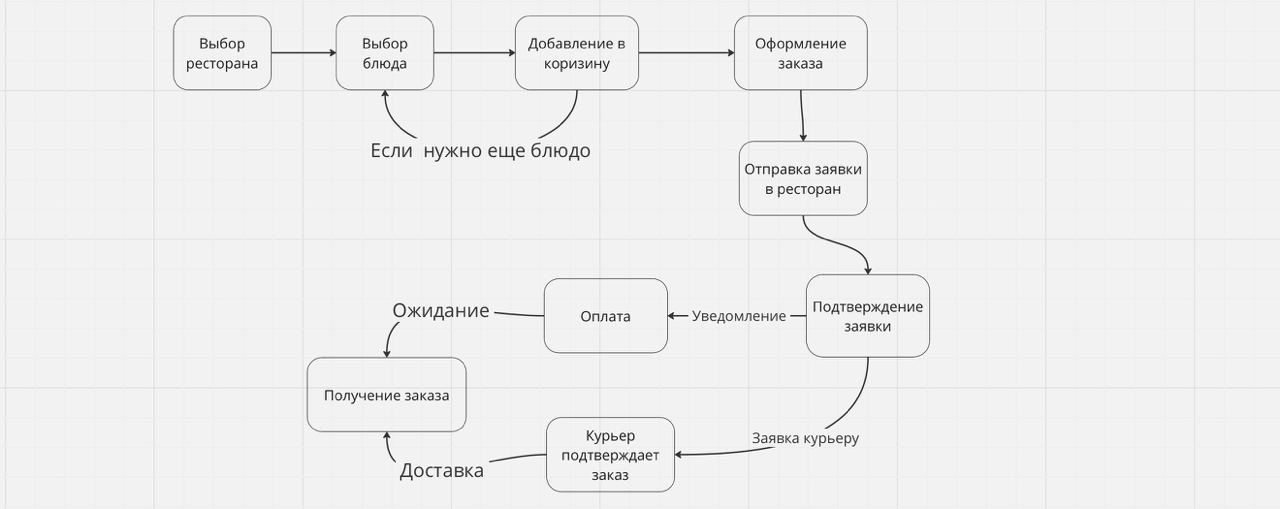 Выбор
ресторана
Выбор
блюда
Добавление в
коризину
Оформление
заказа
Если нужно еще блюдо
Отправка заявки
в ресторан
Подтверждение
заявки
Уведомление
Оплата
Ожидание
Получение заказа
Заявка курьеру
Курьер
подтверждает
заказ
Доставка